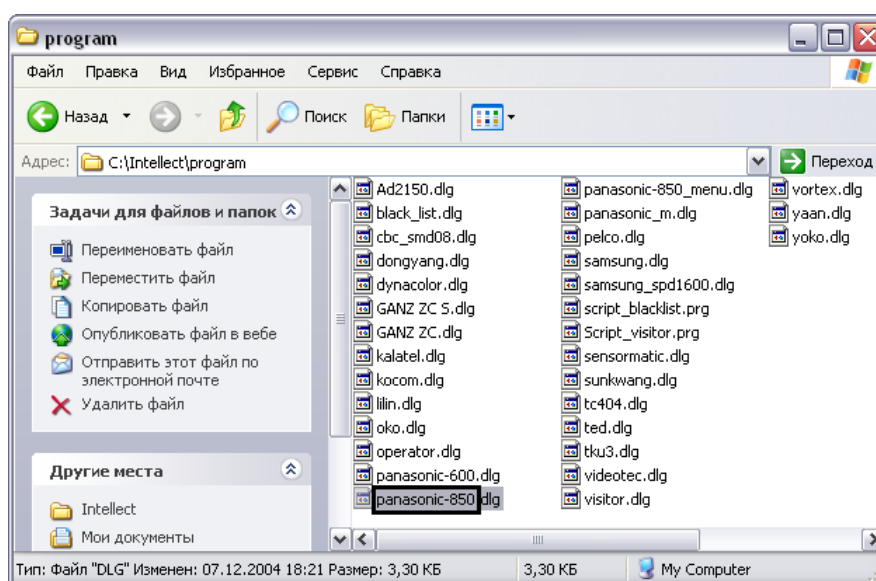 program
Файл Правка Вид Избранное Сервис Справка
Назад Поиск Папки
Адрес: C:\Intellect\program Переход
Задачи для файлов и папок
Переименовать файл
Переместить файл
Копировать файл
Опубликовать файл в вебе
Отправить этот файл по
электронной почте
Удалить файл
Другие места
Intellect
Мои документы
Ad2150.dlg
black_list.dlg
cbc_smd08.dlg
dongyang.dlg
dynacolor.dlg
GANZ ZC S.dlg
GANZ ZC.dlg
kalatel.dlg
kocom.dlg
lilin.dlg
oko.dlg
operator.dlg
panasonic-600.dlg
panasonic-850.dlg
panasonic-850_menu.dlg
panasonic_m.dlg
pelco.dlg
samsung.dlg
samsung_spd1600.dlg
script_blacklist.prg
Script_visitor.prg
sensormatic.dlg
sunkwang.dlg
tc404.dlg
ted.dlg
tku3.dlg
videotec.dlg
visitor.dlg
vortex.dlg
yaan.dlg
yoko.dlg
Тип: Файл "DLG" Изменен: 07.12.2004 18:21 Размер: 3,30 КБ 3,30 КБ My Computer